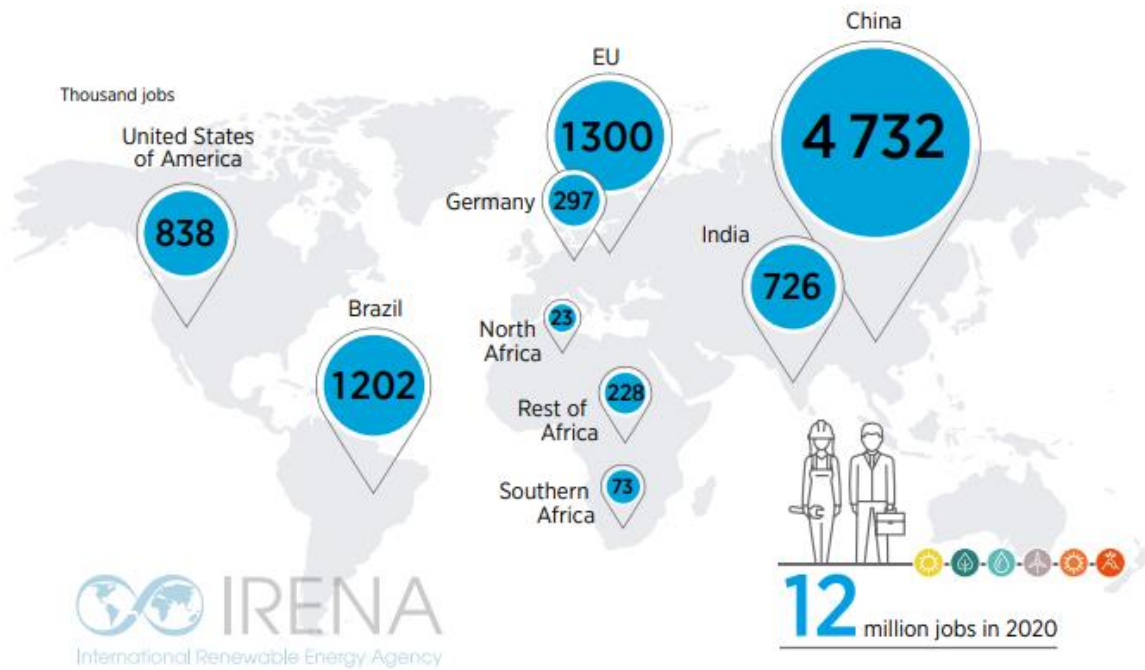 Thousand jobs
United States
of America
838
Brazil
1202
EU
1300
Germany
297
North
Africa
23
Rest of
Africa
228
Southern
Africa
73
China
4 732
India
726
12 million jobs in 2020
IRENA
International Renewable Energy Agency